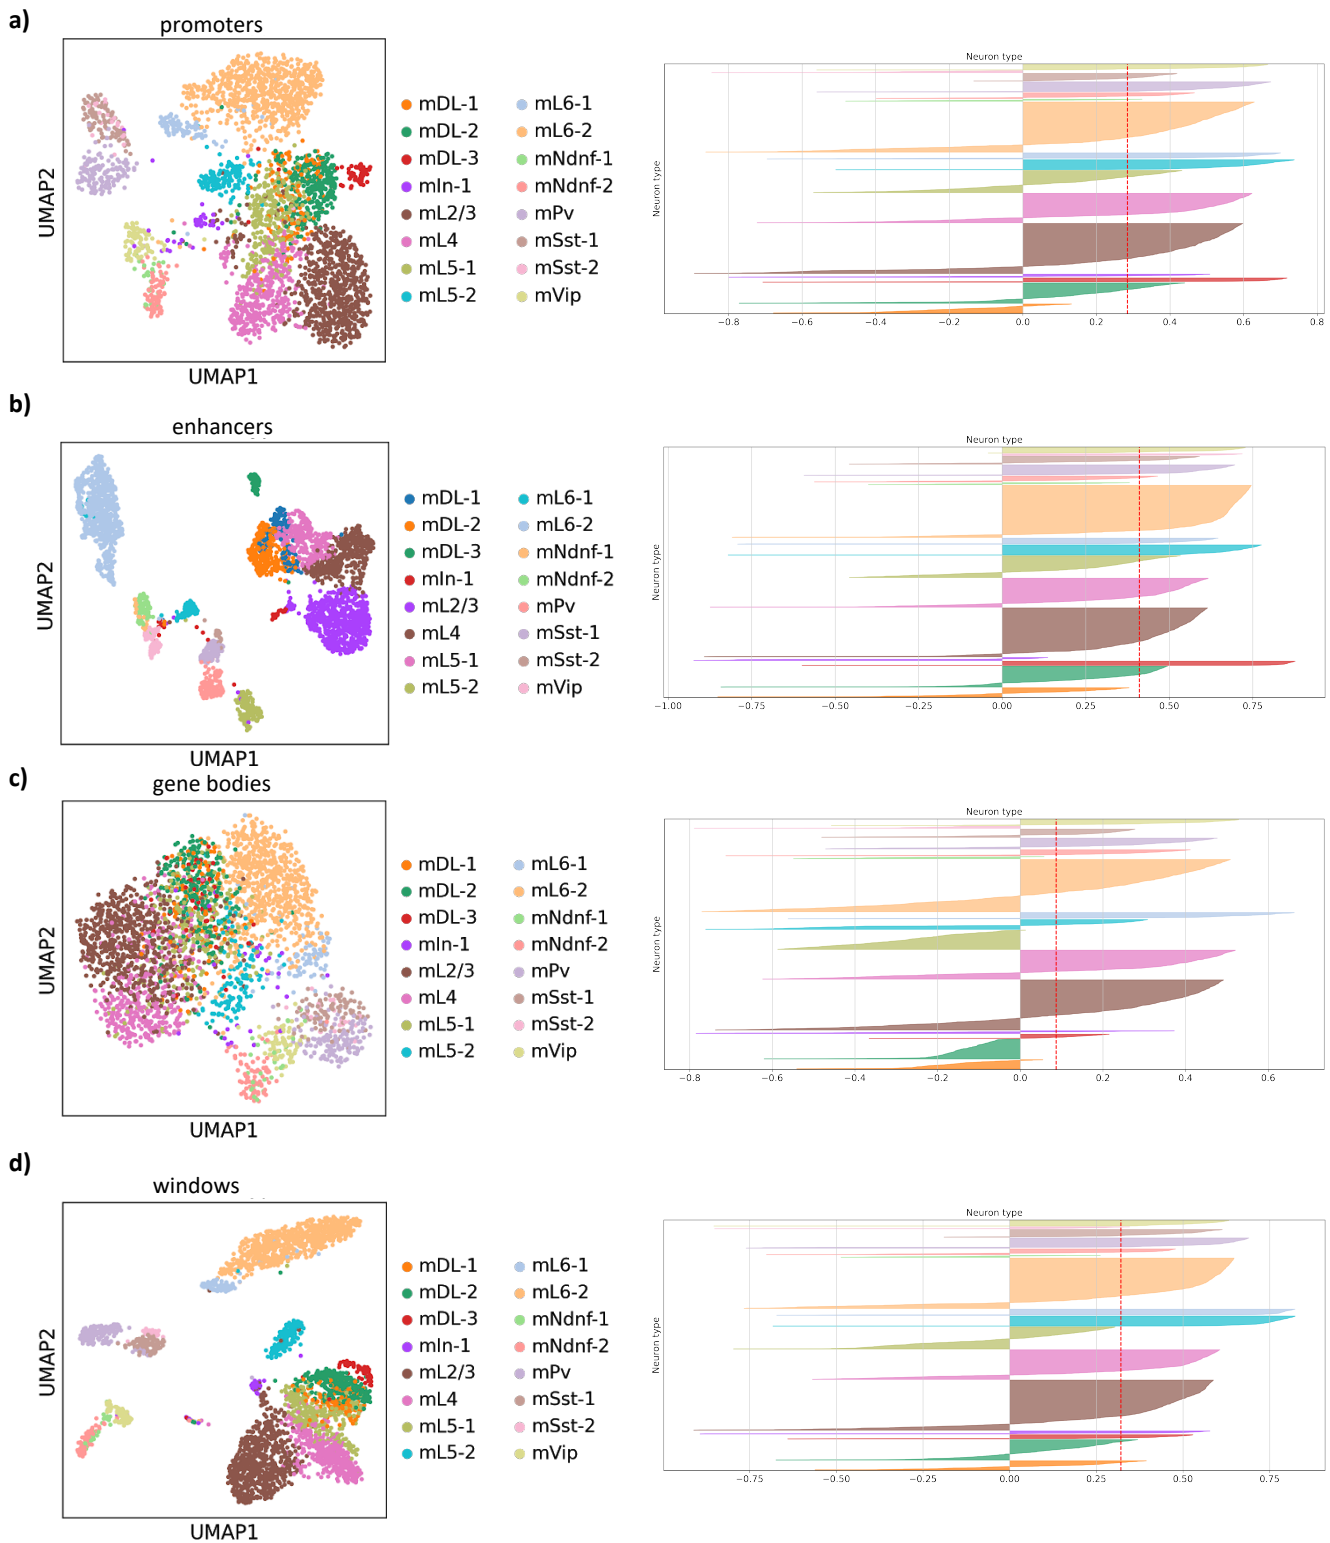 a)
promoters
UMAP2
UMAP1
mDL-1 mL6-1
mDL-2 mL6-2
mDL-3 mNdnf-1
mIn-1 mNdnf-2
mL2/3 mPv
mL4 mSst-1
mL5-1 mSst-2
mL5-2 mVip
Neuron type
Neuron type
−0.8 −0.6 −0.4 −0.2 0.0 0.2 0.4 0.6 0.8
b)
enhancers
UMAP2
UMAP1
mDL-1 mL6-1
mDL-2 mL6-2
mDL-3 mNdnf-1
mIn-1 mNdnf-2
mL2/3 mPv
mL4 mSst-1
mL5-1 mSst-2
mL5-2 mVip
Neuron type
Neuron type
−1.00 −0.75 −0.50 −0.25 0.00 0.25 0.50 0.75
c)
gene bodies
UMAP2
UMAP1
mDL-1 mL6-1
mDL-2 mL6-2
mDL-3 mNdnf-1
mIn-1 mNdnf-2
mL2/3 mPv
mL4 mSst-1
mL5-1 mSst-2
mL5-2 mVip
Neuron type
Neuron type
−0.8 −0.6 −0.4 −0.2 0.0 0.2 0.4 0.6
d)
windows
UMAP2
UMAP1
mDL-1 mL6-1
mDL-2 mL6-2
mDL-3 mNdnf-1
mIn-1 mNdnf-2
mL2/3 mPv
mL4 mSst-1
mL5-1 mSst-2
mL5-2 mVip
Neuron type
Neuron type
−0.75 −0.50 −0.25 0.00 0.25 0.50 0.75